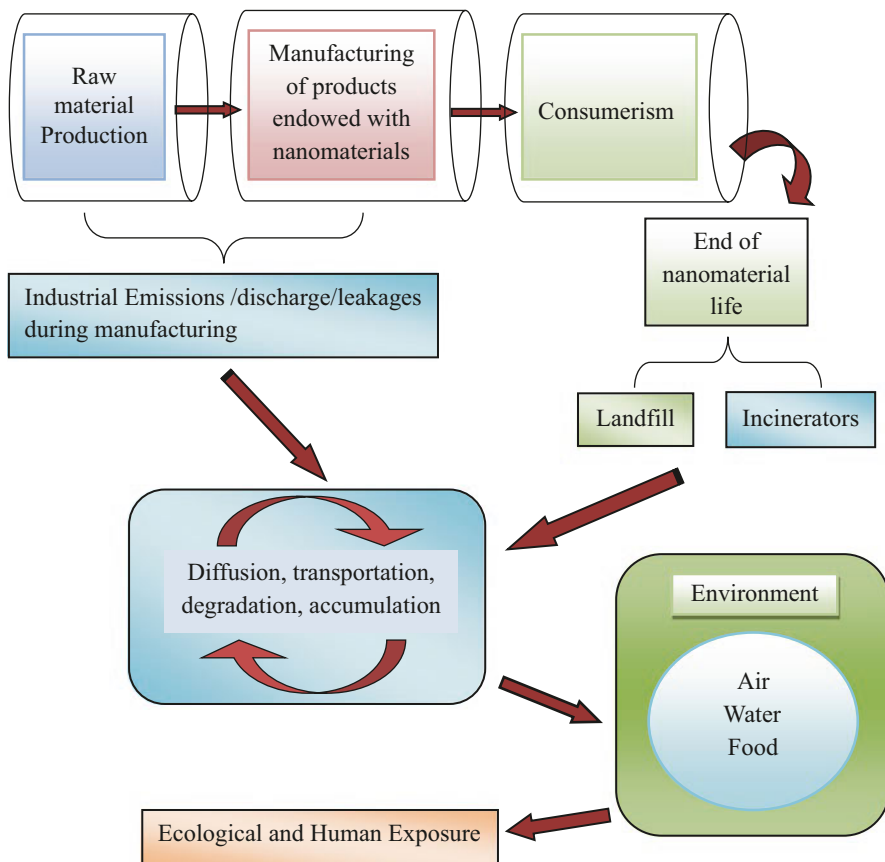 Raw
material
Production
Manufacturing
of products
endowed with
nanomaterials
Consumerism
End of
nanomaterial
life
Industrial Emissions /discharge/leakages
during manufacturing
Landfill
Incinerators
Diffusion, transportation,
degradation, accumulation
Environment
Air
Water
Food
Ecological and Human Exposure